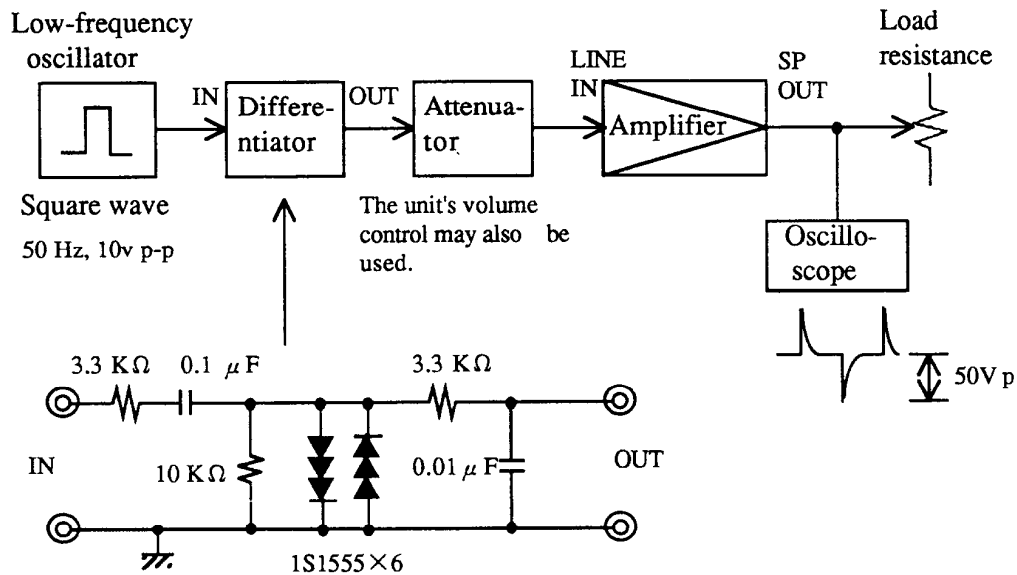 Low-frequency
oscillator
Square wave
50 Hz, 10v p-p
IN
Differe-
ntiator
OUT
Attenua-
tor
The unit's volume
control may also be
used.
LINE
IN
Amplifier
SP
OUT
Load
resistance
Oscillo-
scope
50V p
3.3 KΩ
0.1 μF
3.3 KΩ
IN
10 KΩ
0.01 μF
OUT
1S1555×6